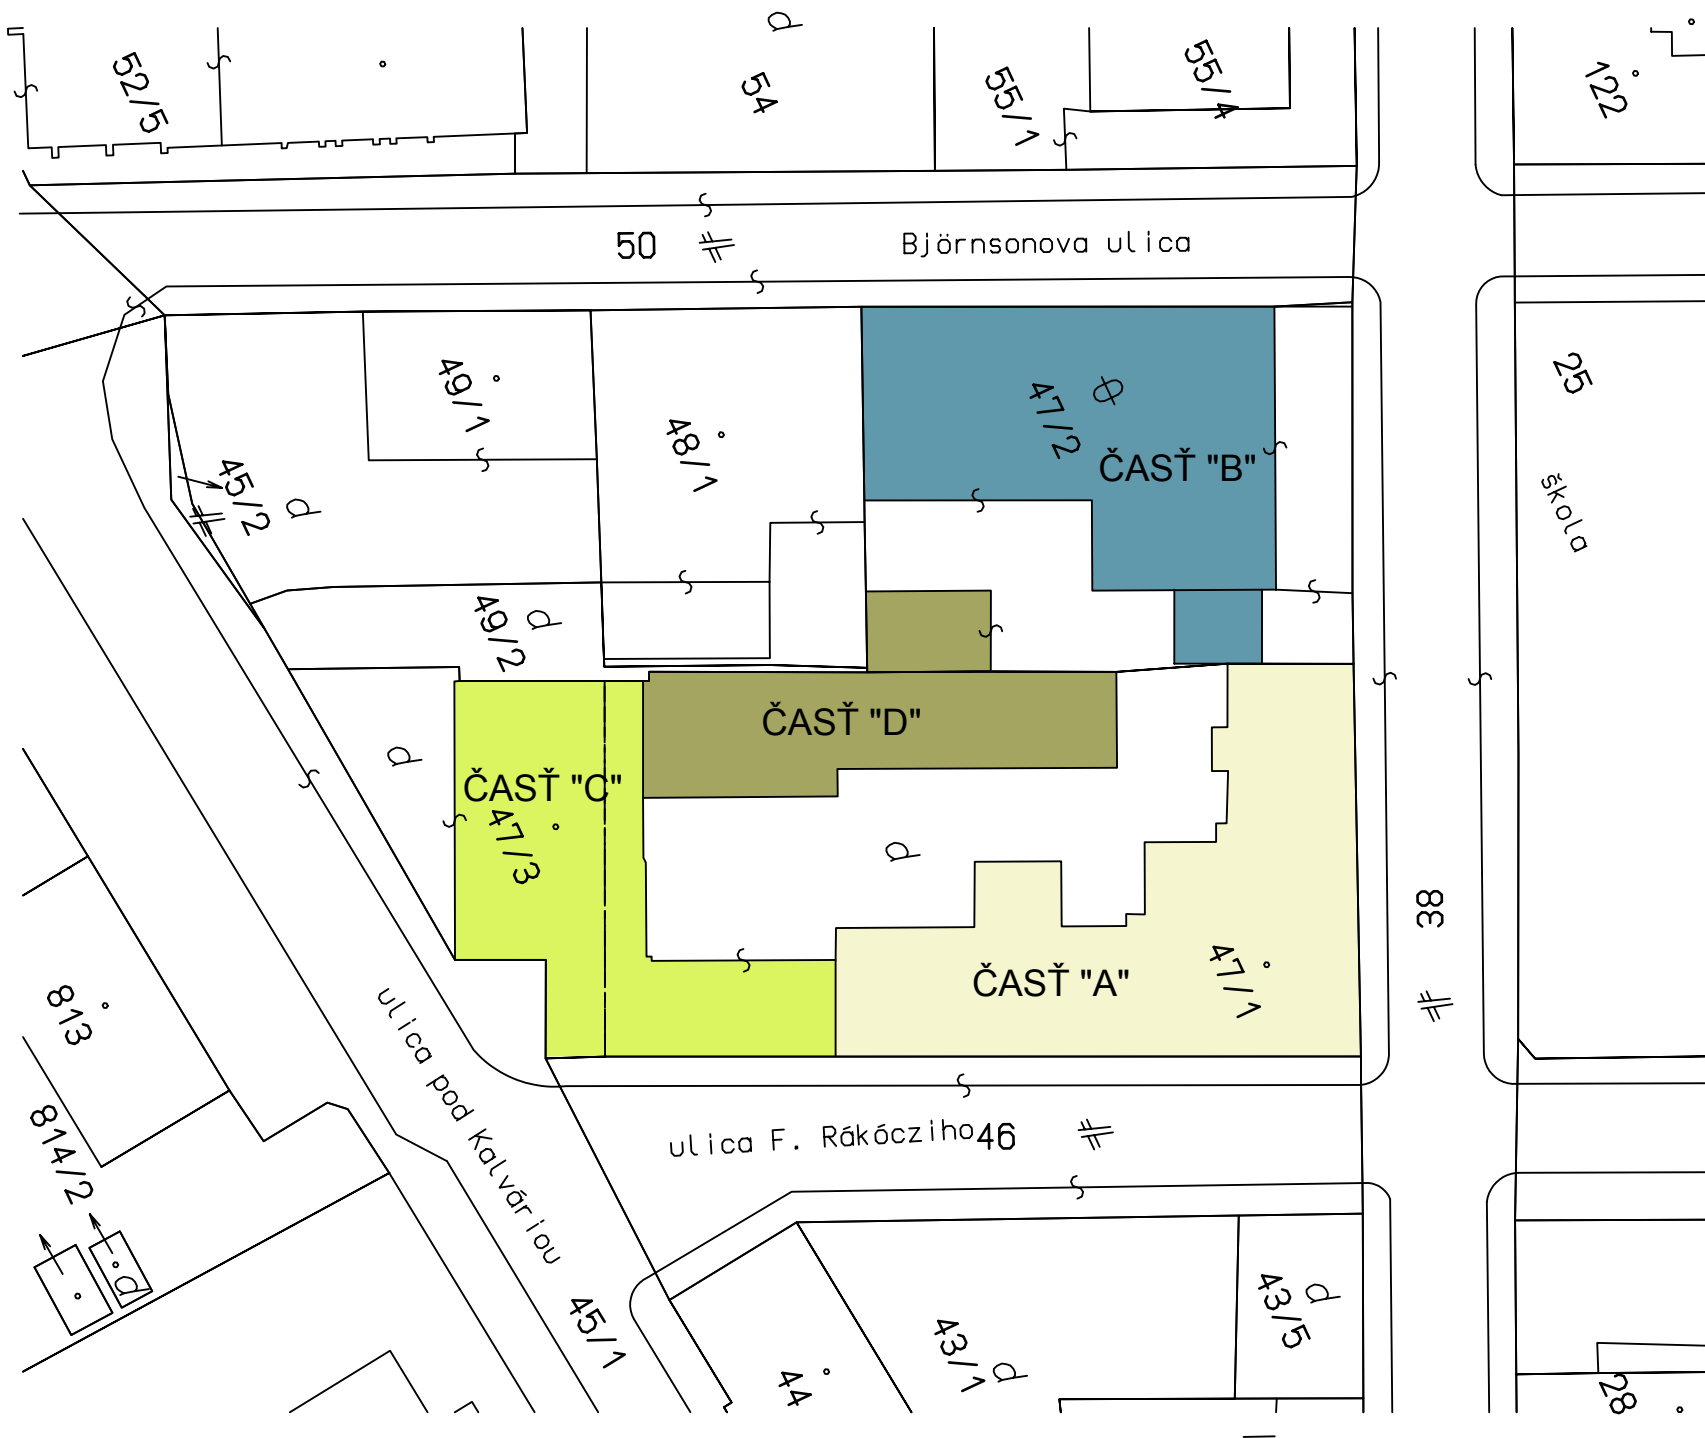 d
52/5
54
55/1
55/4
122
50
Björnsonova ulica
49/1
48/1
47/2
ČASŤ "B"
25
45/2
d
škola
49/2
d
ČASŤ "D"
d
ČASŤ "C"
47/3
d
38
ČASŤ "A"
47/1
813
ulica pod Kalváriou
ulica F. Rákócziho
46
814/2
d
45/1
43/5
d
43/1
d
44
28